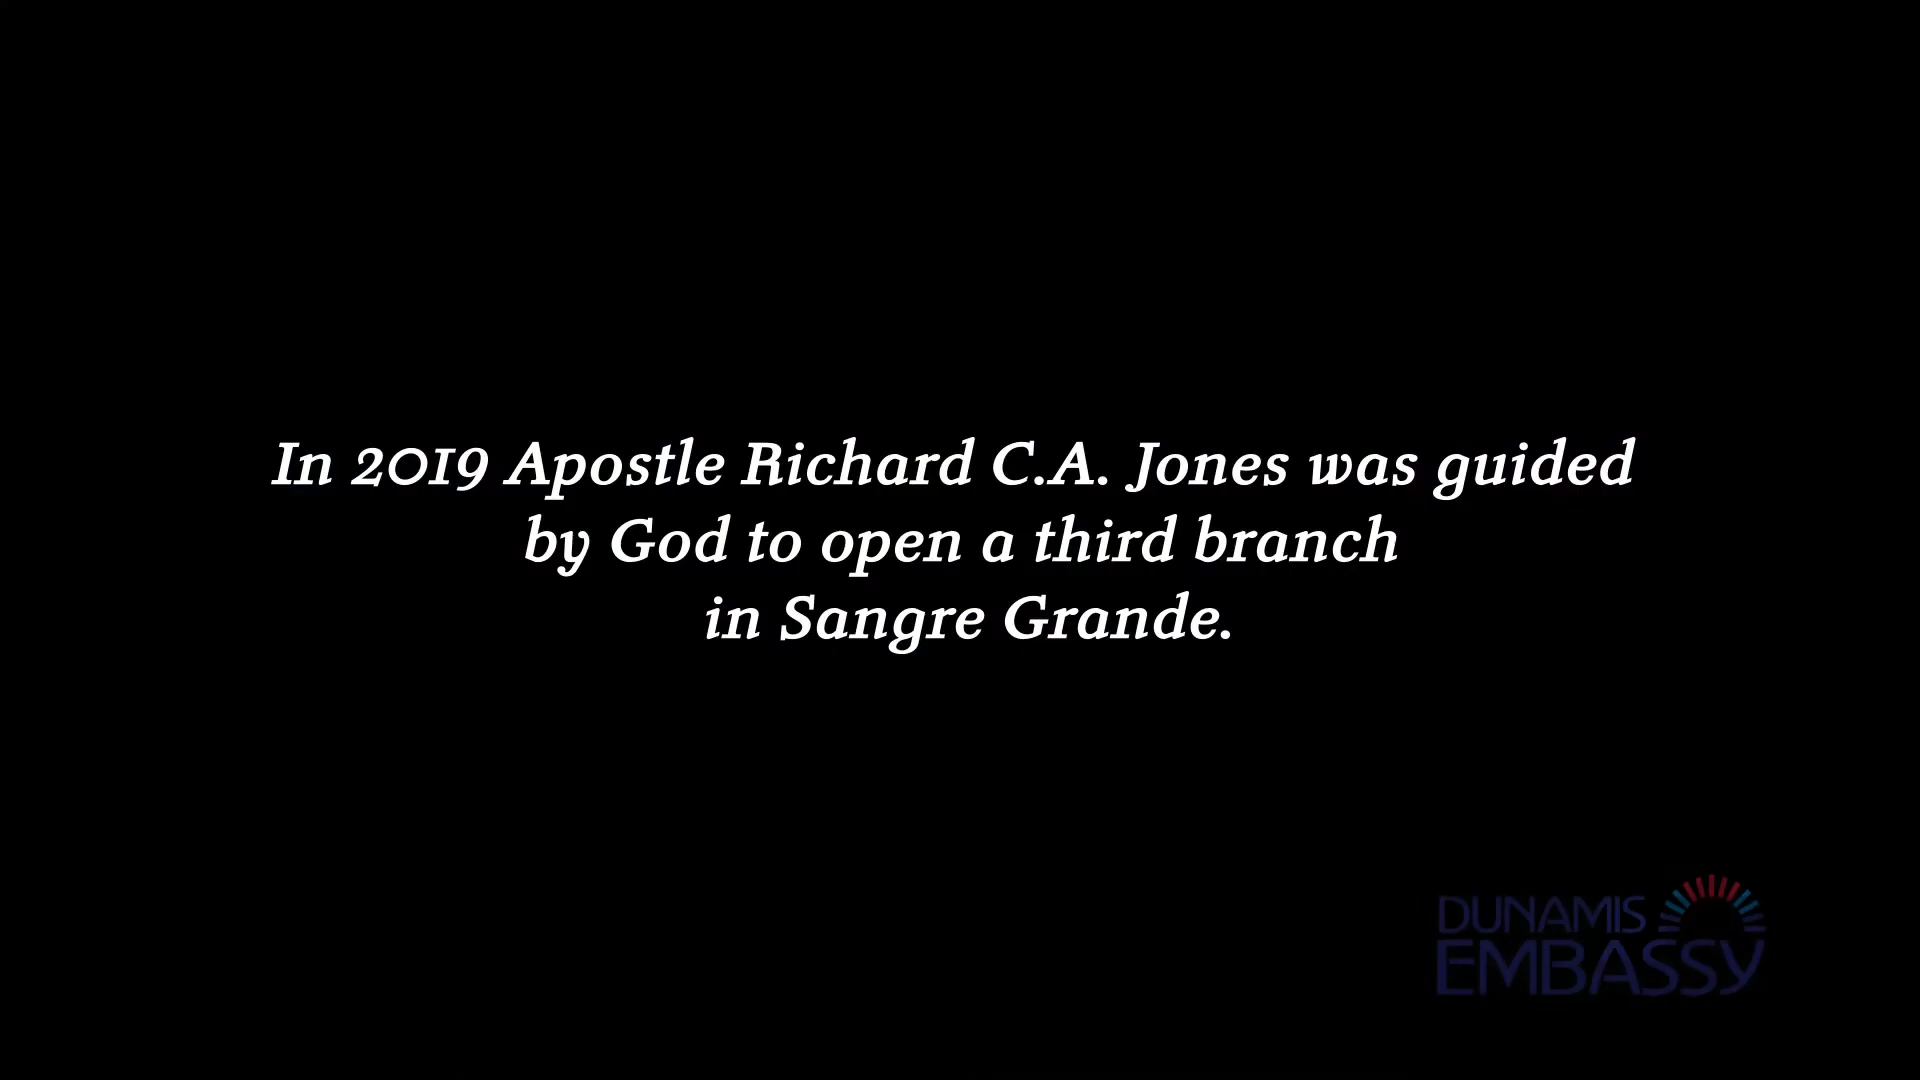 In 2019 Apostle Richard C.A. Jones was guided
by God to open a third branch
in Sangre Grande.
DUNAMIS
EMBASSY